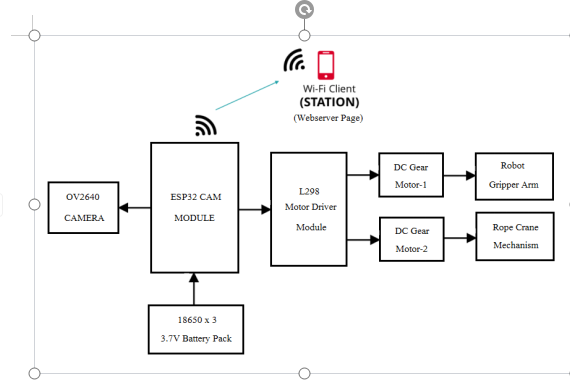 Wi-Fi Client
(STATION)
(Webserver Page)
OV2640
CAMERA
ESP32 CAM
MODULE
L298
Motor Driver
Module
DC Gear
Motor-1
Robot
Gripper Arm
DC Gear
Motor-2
Rope Crane
Mechanism
18650 x 3
3.7V Battery Pack